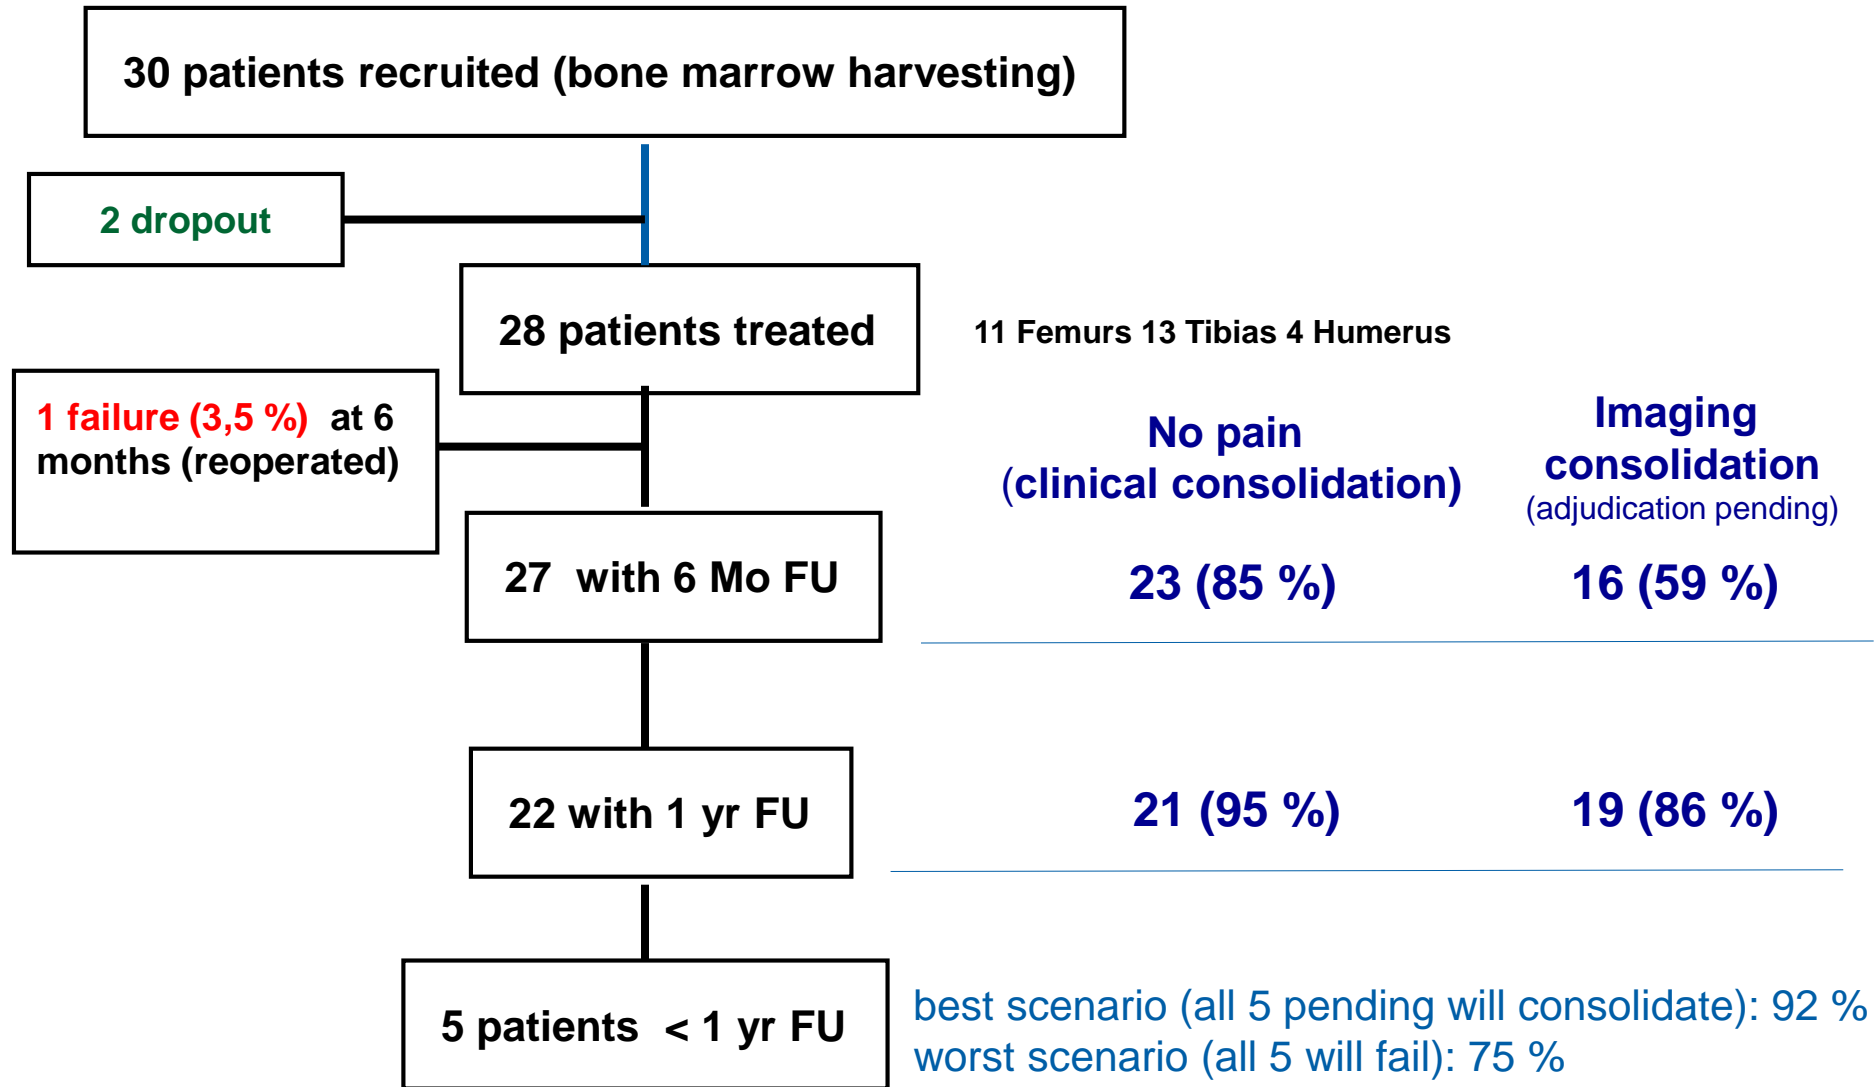 30 patients recruited (bone marrow harvesting)
2 dropout
28 patients treated
11 Femurs 13 Tibias 4 Humerus
1 failure (3,5 %) at 6
months (reoperated)
No pain
(clinical consolidation)
Imaging
consolidation
(adjudication pending)
27 with 6 Mo FU
23 (85 %)
16 (59 %)
22 with 1 yr FU
21 (95 %)
19 (86 %)
5 patients < 1 yr FU
best scenario (all 5 pending will consolidate): 92 %
worst scenario (all 5 will fail): 75 %